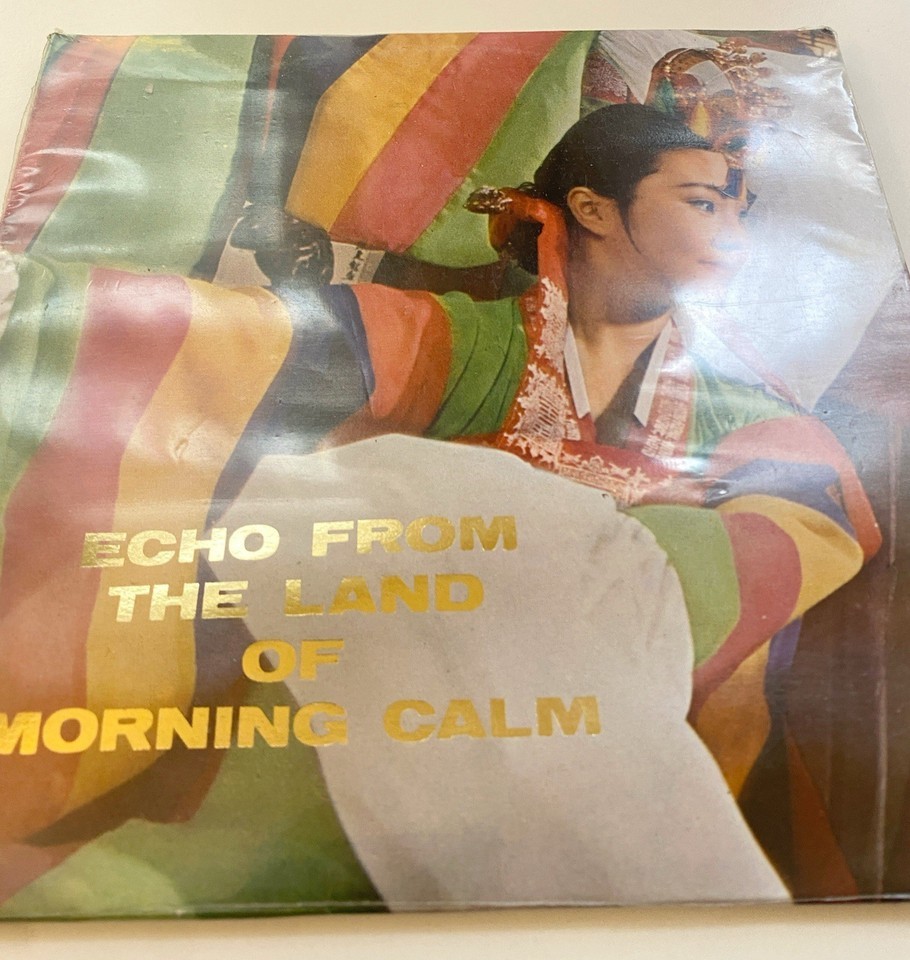 ECHO FROM
THE LAND
OF
MORNING CALM